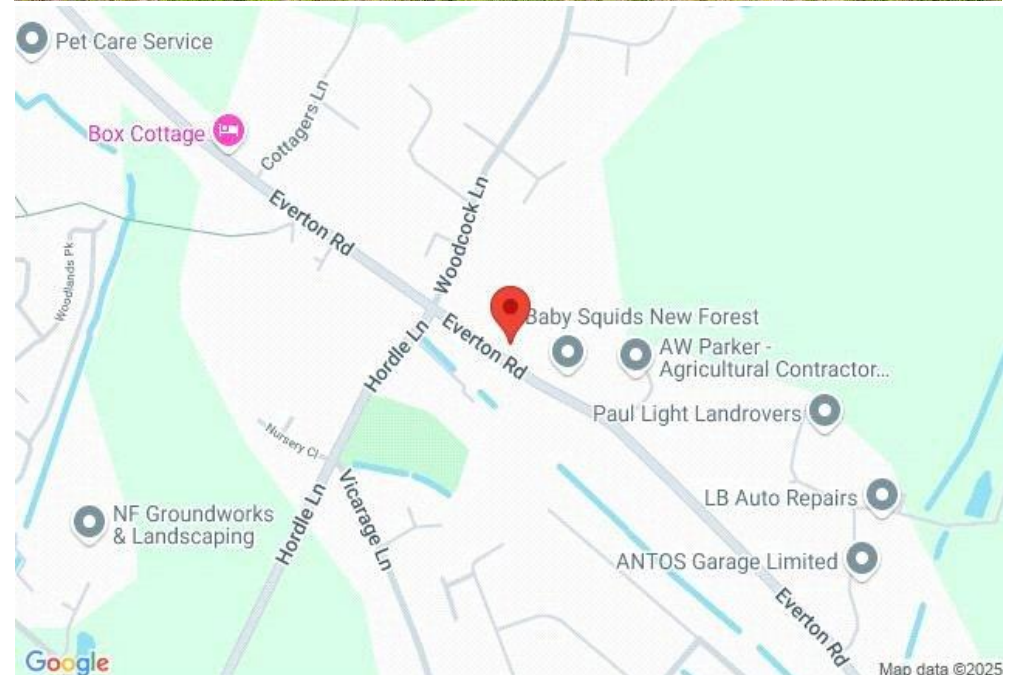 Pet Care Service
Box Cottage
Cottagers Ln
Everton Rd
Woodcock Ln
Woodlands Pk
Baby Squids New Forest
Everton Rd
AW Parker -
Agricultural Contractor...
Hordle Ln
Paul Light Landrovers
Nursery Cl
Vicarage Ln
LB Auto Repairs
NF Groundworks
& Landscaping
Hordle Ln
ANTOS Garage Limited
Everton Rd
Google
Map data ©2025